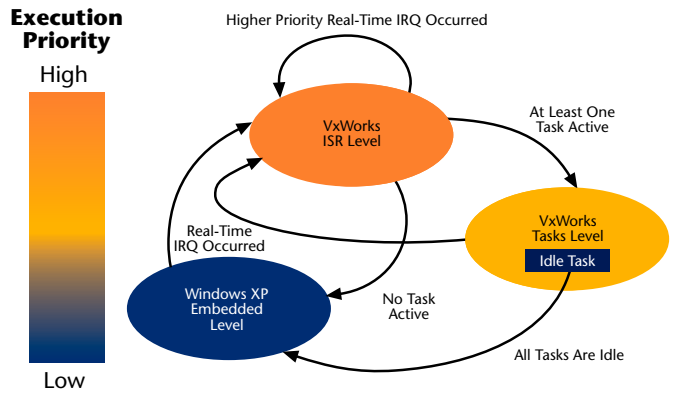 Execution
Priority
High
Low
Higher Priority Real-Time IRQ Occurred
VxWorks
ISR Level
At Least One
Task Active
VxWorks
Tasks Level
Idle Task
Real-Time
IRQ Occurred
Windows XP
Embedded
Level
No Task
Active
All Tasks Are Idle